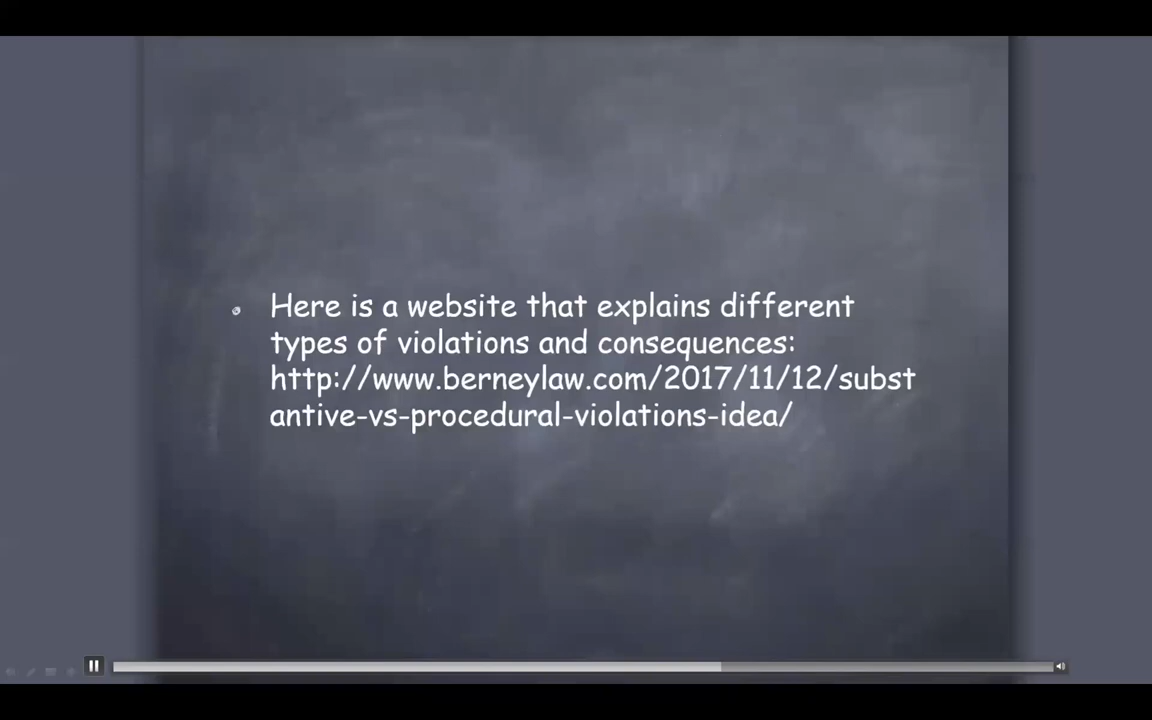 Here is a website that explains different
types of violations and consequences:
http://www.berneylaw.com/2017/11/12/subst
antive-vs-procedural-violations-idea/